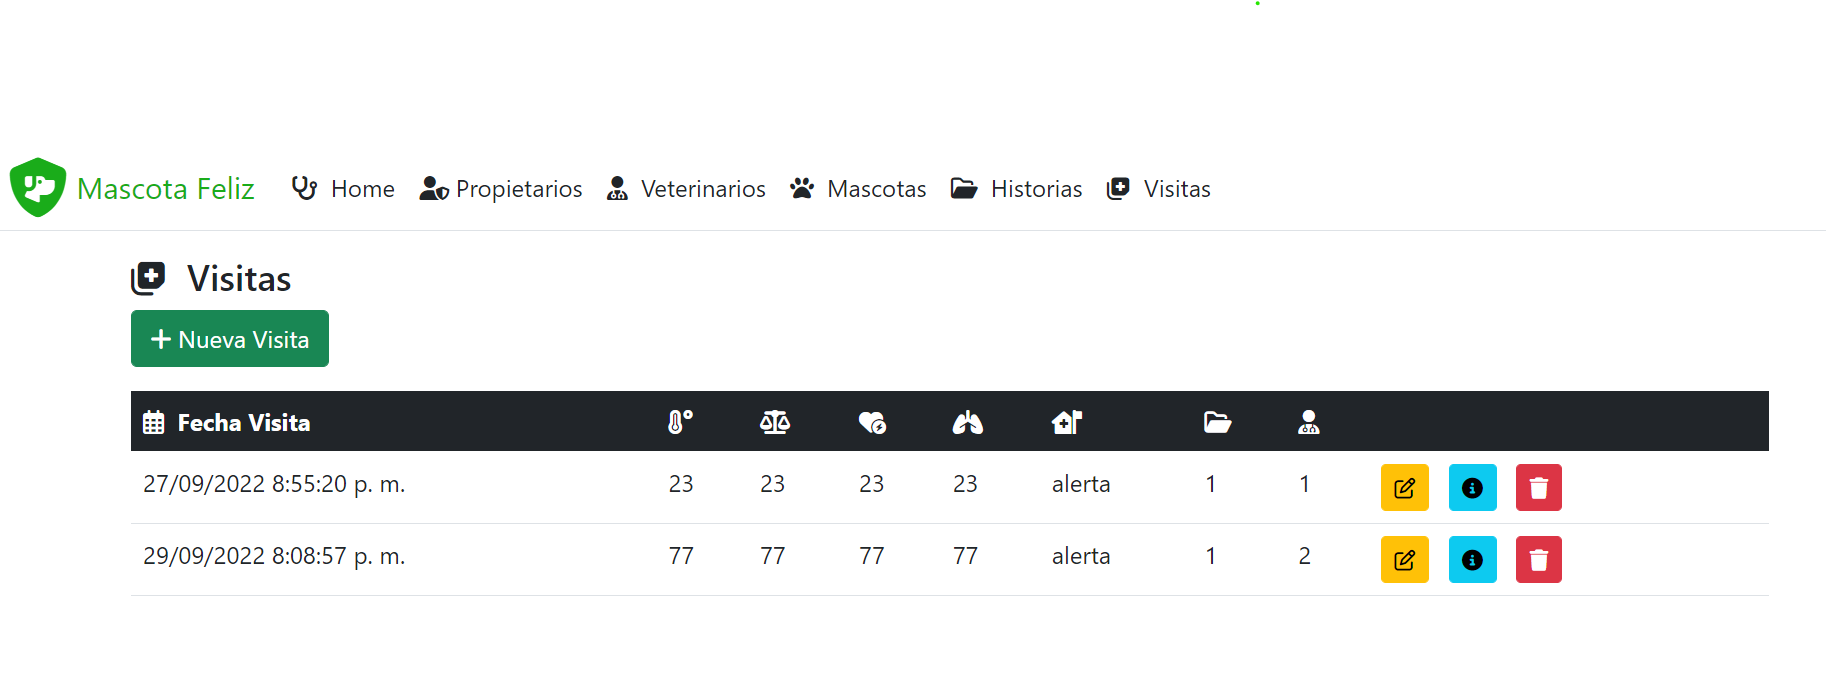 Mascota Feliz Home Propietarios Veterinarios Mascotas Historias Visitas
Visitas
Nueva Visita
Fecha Visita
27/09/2022 8:55:20 p. m. 23 23 23 23 alerta 1 1
29/09/2022 8:08:57 p. m. 77 77 77 77 alerta 1 2